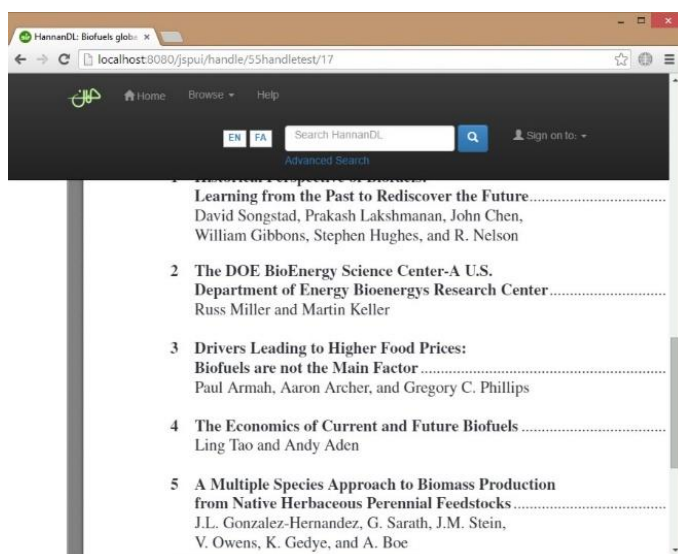 HannanDL: Biofuels globa
localhost:8080/jspui/handle/55handletest/17
Home Browse Help
EN FA Search HannanDL Sign on to:
Advanced Search
1 Historical Perspective of Biofuels:
Learning from the Past to Rediscover the Future
David Songstad, Prakash Lakshmanan, John Chen,
William Gibbons, Stephen Hughes, and R. Nelson
2 The DOE BioEnergy Science Center-A U.S.
Department of Energy Bioenergys Research Center
Russ Miller and Martin Keller
3 Drivers Leading to Higher Food Prices:
Biofuels are not the Main Factor
Paul Armah, Aaron Archer, and Gregory C. Phillips
4 The Economics of Current and Future Biofuels
Ling Tao and Andy Aden
5 A Multiple Species Approach to Biomass Production
from Native Herbaceous Perennial Feedstocks
J.L. Gonzalez-Hernandez, G. Sarath, J.M. Stein,
V. Owens, K. Gedye, and A. Boe